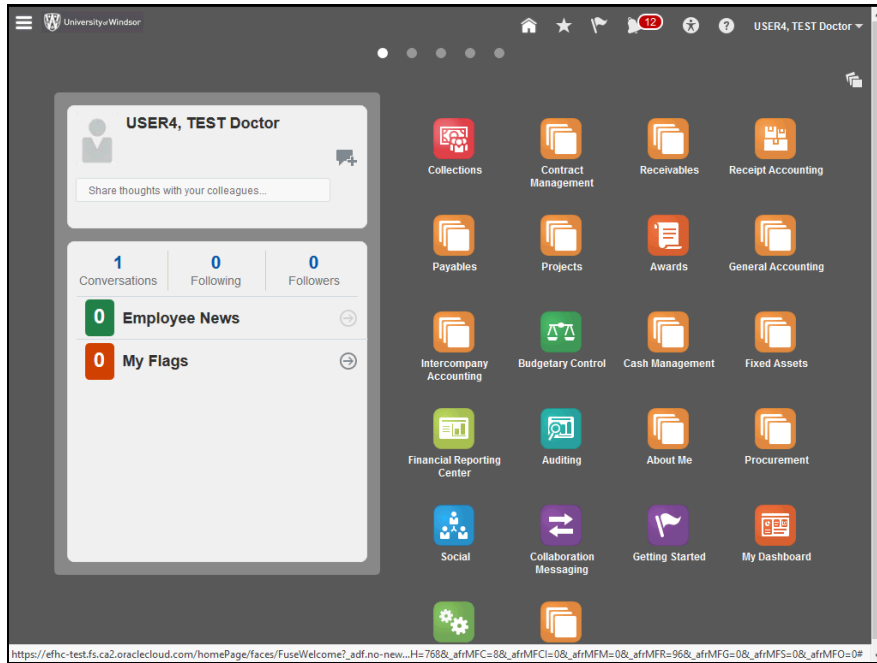 University of Windsor
12
?
USER4, TEST Doctor
USER4, TEST Doctor
Share thoughts with your colleagues...
1
Conversations
0
Following
0
Followers
0 Employee News
0 My Flags
Collections
Contract
Management
Receivables
Receipt Accounting
Payables
Projects
Awards
General Accounting
Intercompany
Accounting
Budgetary Control
Cash Management
Fixed Assets
Financial Reporting
Center
Auditing
About Me
Procurement
Social
Collaboration
Messaging
Getting Started
My Dashboard
https://efhc-test.fs.ca2.oraclecloud.com/homePage/faces/FuseWelcome?_adf.no-new...H=768&_afrMFC=8&_afrMFCI=0&_afrMFM=0&_afrMFR=96&_afrMFG=0&_afrMFS=0&_afrMFO=0#